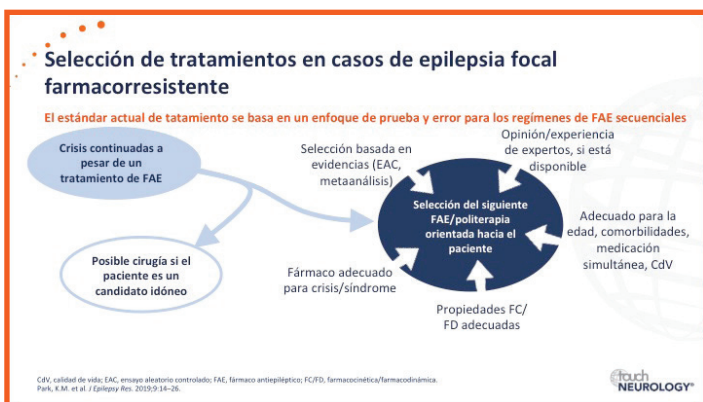 Selección de tratamientos en casos de epilepsia focal
farmacorresistente
El estándar actual de tatamiento se basa en un enfoque de prueba y error para los regímenes de FAE secuenciales
Crisis continuadas a
pesar de un
tratamiento de FAE
Posible cirugía si el
paciente es un
candidato idóneo
Selección basada en
evidencias (EAC,
metaanálisis)
Opinión/experiencia
de expertos, si está
disponible
Selección del siguiente
FAE/politerapia
orientada hacia el
paciente
Adecuado para la
edad, comorbilidades,
medicación
simultánea, CdV
Fármaco adecuado
para crisis/síndrome
Propiedades FC/
FD adecuadas
CdV, calidad de vida; EAC, ensayo aleatorio controlado; FAE, fármaco antiepiléptico; FC/FD, farmacocinética/farmacodinámica.
Park, K.M. et al. J Epilepsy Res. 2019;9:14–26.
touch
NEUROLOGY®